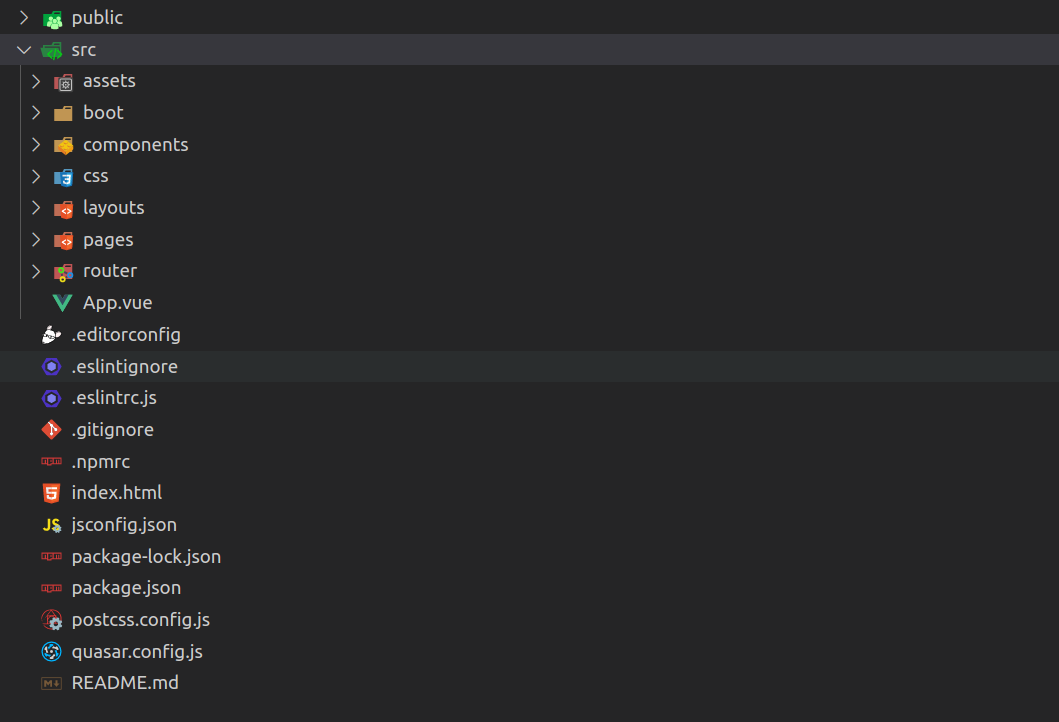 public
src
assets
boot
components
css
layouts
pages
router
App.vue
.editorconfig
.eslintignore
.eslintrc.js
.gitignore
.npmrc
index.html
jsconfig.json
package-lock.json
package.json
postcss.config.js
quasar.config.js
README.md